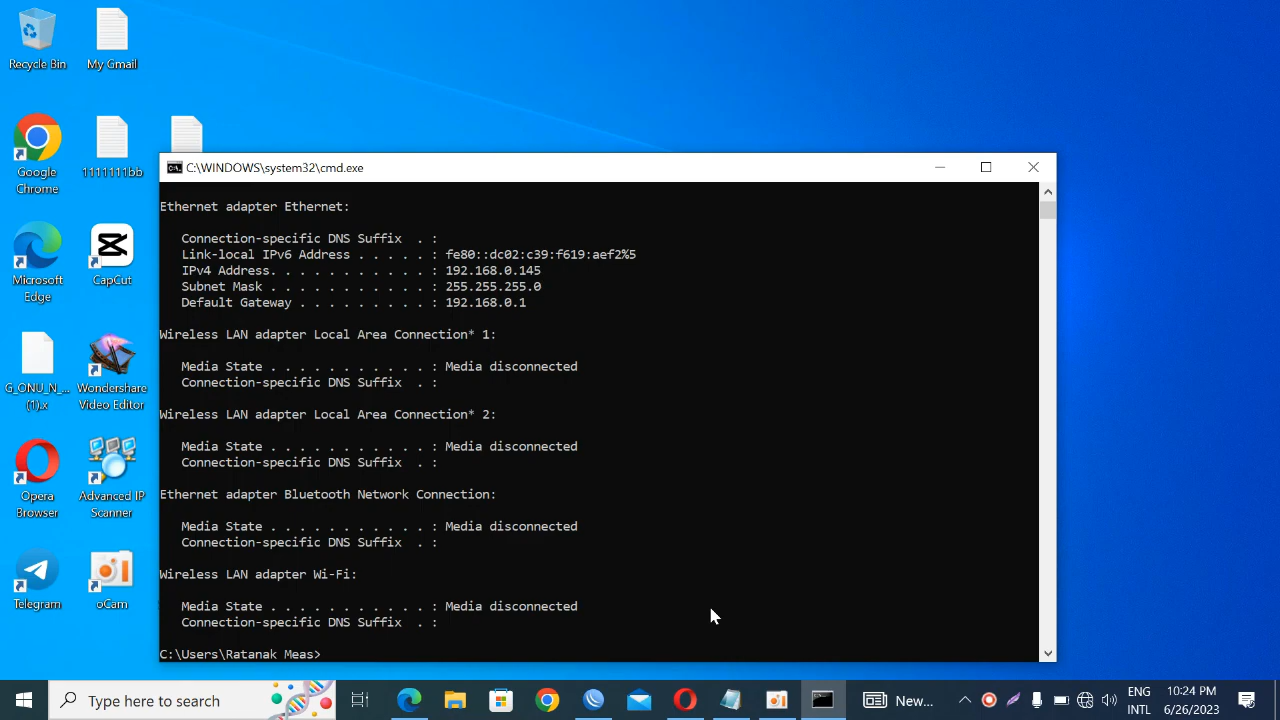 Recycle Bin
My Gmail
Google
Chrome
1111111bb
Microsoft
Edge
CapCut
G_ONU_N_...
(1).x
Wondershare
Video Editor
Opera
Browser
Advanced IP
Scanner
Telegram
oCam
C:\WINDOWS\system32\cmd.exe
Ethernet adapter Ethernet:
Connection-specific DNS Suffix  . :
Link-local IPv6 Address . . . . . : fe80::dc02:c39:f619:aef2%5
IPv4 Address. . . . . . . . . . . : 192.168.0.145
Subnet Mask . . . . . . . . . . . : 255.255.255.0
Default Gateway . . . . . . . . . : 192.168.0.1
Wireless LAN adapter Local Area Connection* 1:
Media State . . . . . . . . . . . : Media disconnected
Connection-specific DNS Suffix  . :
Wireless LAN adapter Local Area Connection* 2:
Media State . . . . . . . . . . . : Media disconnected
Connection-specific DNS Suffix  . :
Ethernet adapter Bluetooth Network Connection:
Media State . . . . . . . . . . . : Media disconnected
Connection-specific DNS Suffix  . :
Wireless LAN adapter Wi-Fi:
Media State . . . . . . . . . . . : Media disconnected
Connection-specific DNS Suffix  . :
C:\Users\Ratanak Meas>
Type here to search
New...
ENG
INTL
10:24 PM
6/26/2023